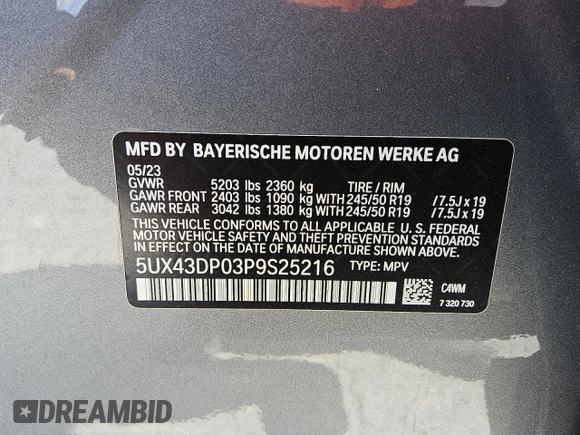 MFD BY BAYERISCHE MOTOREN WERKE AG
05/23
GVWR 5203 lbs 2360 kg TIRE / RIM
GAWR FRONT 2403 lbs 1090 kg WITH 245/50 R19 /7.5J x 19
GAWR REAR 3042 lbs 1380 kg WITH 245/50 R19 /7.5J x 19
THIS VEHICLE CONFORMS TO ALL APPLICABLE U. S. FEDERAL
MOTOR VEHICLE SAFETY AND THEFT PREVENTION STANDARDS
IN EFFECT ON THE DATE OF MANUFACTURE SHOWN ABOVE.
5UX43DP03P9S25216 TYPE: MPV
C4WM
7 320 730
DREAMBID